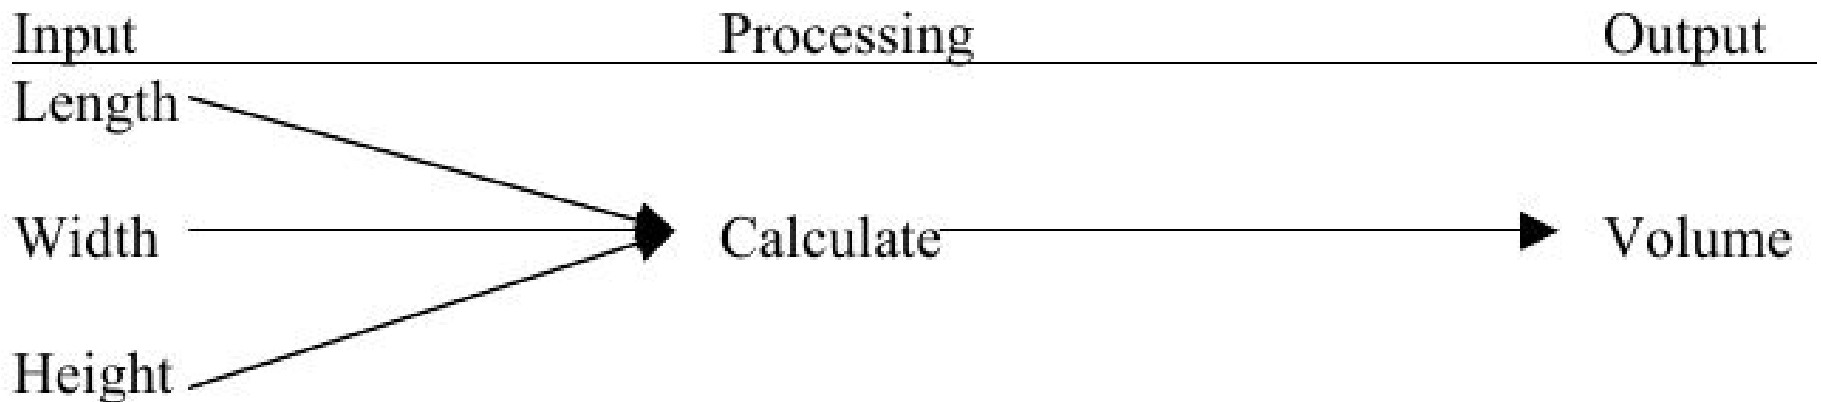 Input Processing Output
Length
Width Calculate Volume
Height